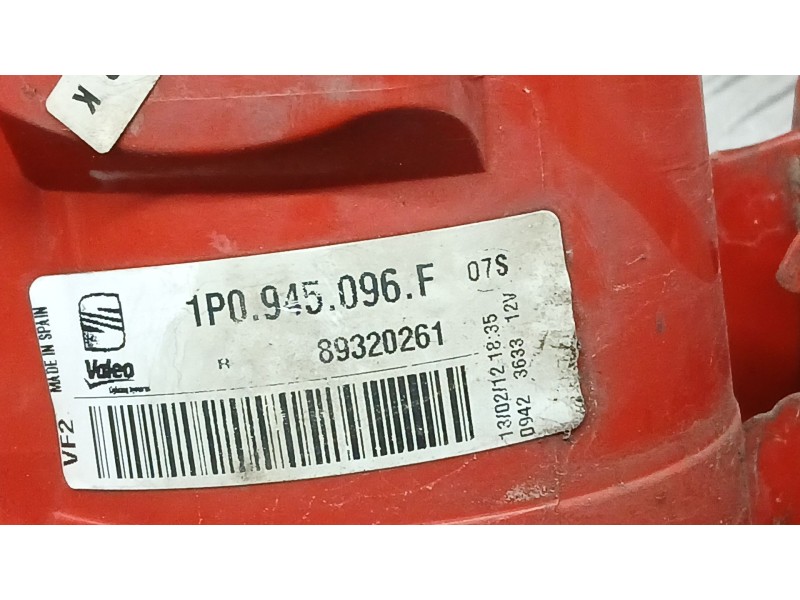 K
1P0.945.096.F 07S
89320261
R
Valeo
MADE IN SPAIN
VF2
13/02/12 18:35
0942 3633 12V